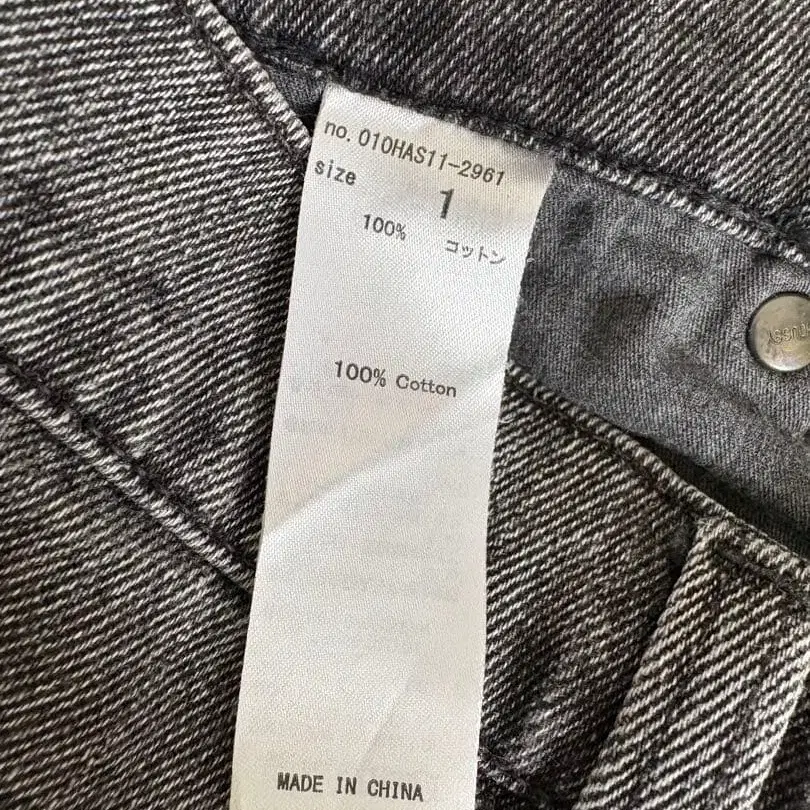 no. 010HAS11-2961
size 1
100% コットン
100% Cotton
MADE IN CHINA